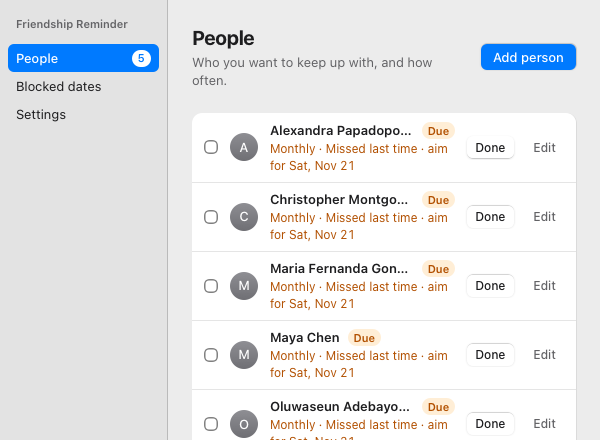 Friendship Reminder
People 5
Blocked dates
Settings
People
Who you want to keep up with, and how
often.
Add person
A
Alexandra Papadopo... Due
Monthly · Missed last time · aim
for Sat, Nov 21
Done Edit
C
Christopher Montgo... Due
Monthly · Missed last time · aim
for Sat, Nov 21
Done Edit
M
Maria Fernanda Gon... Due
Monthly · Missed last time · aim
for Sat, Nov 21
Done Edit
M
Maya Chen Due
Monthly · Missed last time · aim
for Sat, Nov 21
Done Edit
O
Oluwaseun Adebayo... Due
Monthly · Missed last time · aim
for Sat, Nov 21
Done Edit